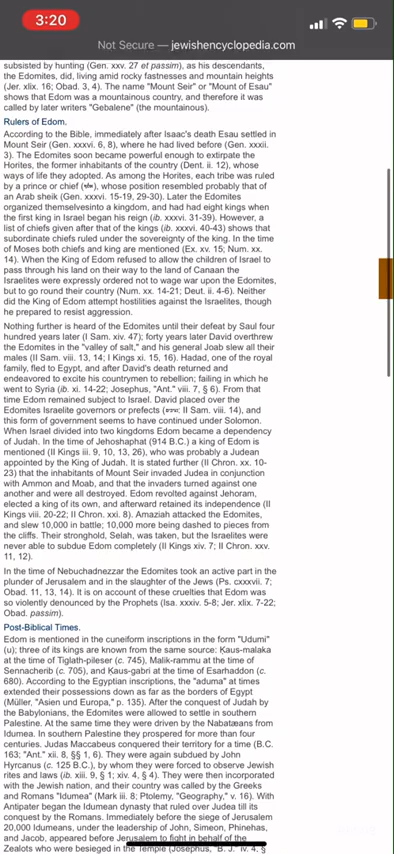 3:20
Not Secure — jewishencyclopedia.com
subsisted by hunting (Gen. xxv. 27 et passim), as his descendants,
the Edomites, did, living amid rocky fastnesses and mountain heights
(Jer. xlix. 16; Obad. 3, 4). The name "Mount Seir" or "Mount of Esau"
shows that Edom was a mountainous country, and therefore it was
called by later writers "Gebalene" (the mountainous).
Rulers of Edom.
According to the Bible, immediately after Isaac's death Esau settled in
Mount Seir (Gen. xxxvi. 6, 8), where he had lived before (Gen. xxxii.
3). The Edomites soon became powerful enough to extirpate the
Horites, the former inhabitants of the country (Deut. ii. 12), whose
ways of life they adopted. As among the Horites, each tribe was ruled
by a prince or chief ( ), whose position resembled probably that of
an Arab sheik (Gen. xxxvi. 15-19, 29-30). Later the Edomites
organized themselvesinto a kingdom, and had had eight kings when
the first king in Israel began his reign (ib. xxxvi. 31-39). However, a
list of chiefs given after that of the kings (ib. xxxvi. 40-43) shows that
subordinate chiefs ruled under the sovereignty of the king. In the time
of Moses both chiefs and king are mentioned (Ex. xv. 15; Num. xx.
14). When the King of Edom refused to allow the children of Israel to
pass through his land on their way to the land of Canaan the
Israelites were expressly ordered not to wage war upon the Edomites,
but to go round their country (Num. xx. 14-21; Deut. ii. 4-6). Neither
did the King of Edom attempt hostilities against the Israelites, though
he prepared to resist aggression.
Nothing further is heard of the Edomites until their defeat by Saul four
hundred years later (I Sam. xiv. 47); forty years later David overthrew
the Edomites in the "valley of salt," and his general Joab slew all their
males (II Sam. viii. 13, 14; I Kings xi. 15, 16). Hadad, one of the royal
family, fled to Egypt, and after David's death returned and
endeavored to excite his countrymen to rebellion; failing in which he
went to Syria (ib. xi. 14-22; Josephus, "Ant." viii. 7, § 6). From that
time Edom remained subject to Israel. David placed over the
Edomites Israelite governors or prefects ( : II Sam. viii. 14), and
this form of government seems to have continued under Solomon.
When Israel divided into two kingdoms Edom became a dependency
of Judah. In the time of Jehoshaphat (914 B.C.) a king of Edom is
mentioned (II Kings iii. 9, 10, 13, 26), who was probably a Judean
appointed by the King of Judah. It is stated further (II Chron. xx. 10-
23) that the inhabitants of Mount Seir invaded Judea in conjunction
with Ammon and Moab, and that the invaders turned against one
another and were all destroyed. Edom revolted against Jehoram,
elected a king of its own, and afterward retained its independence (II
Kings viii. 20-22; II Chron. xxi. 8). Amaziah attacked the Edomites,
and slew 10,000 in battle; 10,000 more being dashed to pieces from
the cliffs. Their stronghold, Selah, was taken, but the Israelites were
never able to subdue Edom completely (II Kings xiv. 7; II Chron. xxv.
11, 12).
In the time of Nebuchadnezzar the Edomites took an active part in the
plunder of Jerusalem and in the slaughter of the Jews (Ps. cxxxvii. 7;
Obad. 11, 13, 14). It is on account of these cruelties that Edom was
so violently denounced by the Prophets (Isa. xxxiv. 5-8; Jer. xlix. 7-22;
Obad. passim).
Post-Biblical Times.
Edom is mentioned in the cuneiform inscriptions in the form "Udumi"
(u); three of its kings are known from the same source: Ḳaus-malaka
at the time of Tiglath-pileser (c. 745), Malik-rammu at the time of
Sennacherib (c. 705), and Ḳaus-gabri at the time of Esarhaddon (c.
680). According to the Egyptian inscriptions, the "aduma" at times
extended their possessions down as far as the borders of Egypt
(Müller, "Asien und Europa," p. 135). After the conquest of Judah by
the Babylonians, the Edomites were allowed to settle in southern
Palestine. At the same time they were driven by the Nabatæans from
Idumea. In southern Palestine they prospered for more than four
centuries. Judas Maccabeus conquered their territory for a time (B.C.
163; "Ant." xii. 8, §§ 1, 6). They were again subdued by John
Hyrcanus (c. 125 B.C.), by whom they were forced to observe Jewish
rites and laws (ib. xiii. 9, § 1; xiv. 4, § 4). They were then incorporated
with the Jewish nation, and their country was called by the Greeks
and Romans "Idumea" (Mark iii. 8; Ptolemy, "Geography," v. 16). With
Antipater began the Idumean dynasty that ruled over Judea till its
conquest by the Romans. Immediately before the siege of Jerusalem
20,000 Idumeans, under the leadership of John, Simeon, Phinehas,
and Jacob, appeared before Jerusalem to fight in behalf of the
Zealots who were besieged in the Temple (Josephus, "B. J." iv. 4, §